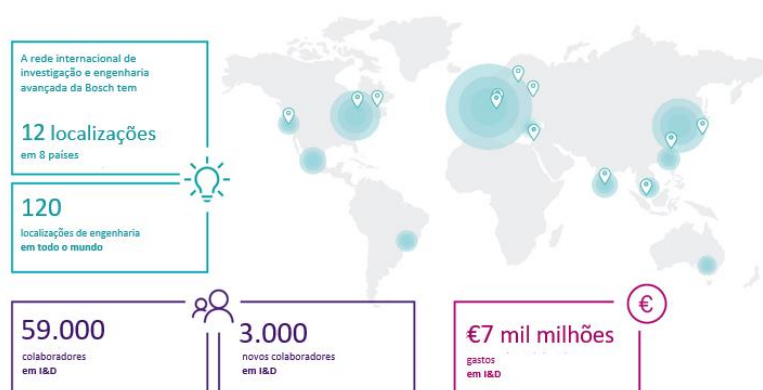 A rede internacional de
investigação e engenharia
avançada da Bosch tem
12 localizações
em 8 países
120
localizações de engenharia
em todo o mundo
59.000
colaboradores
em I&D
3.000
novos colaboradores
em I&D
€
€7 mil milhões
gastos
em I&D